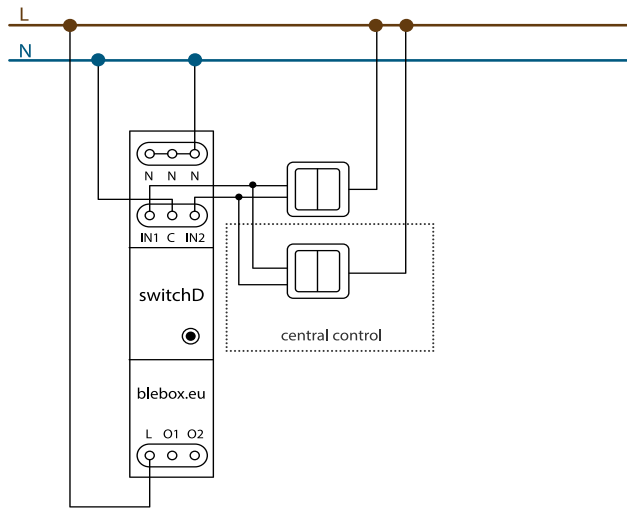 L
N
N N N
IN1 C IN2
switchD
central control
blebox.eu
L O1 O2